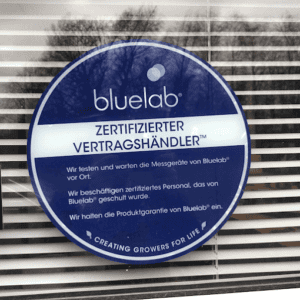 bluelab®
ZERTIFIZIERTER
VERTRAGSHÄNDLER™
Wir testen und warten die Messgeräte von Bluelab®
vor Ort.
Wir beschäftigen zertifiziertes Personal, das von
Bluelab® geschult wurde.
Wir halten die Produktgarantie von Bluelab® ein.
CREATING GROWERS FOR LIFE